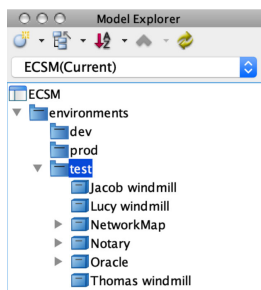 Model Explorer
ECSM(Current)
ECSM
environments
dev
prod
test
Jacob windmill
Lucy windmill
NetworkMap
Notary
Oracle
Thomas windmill